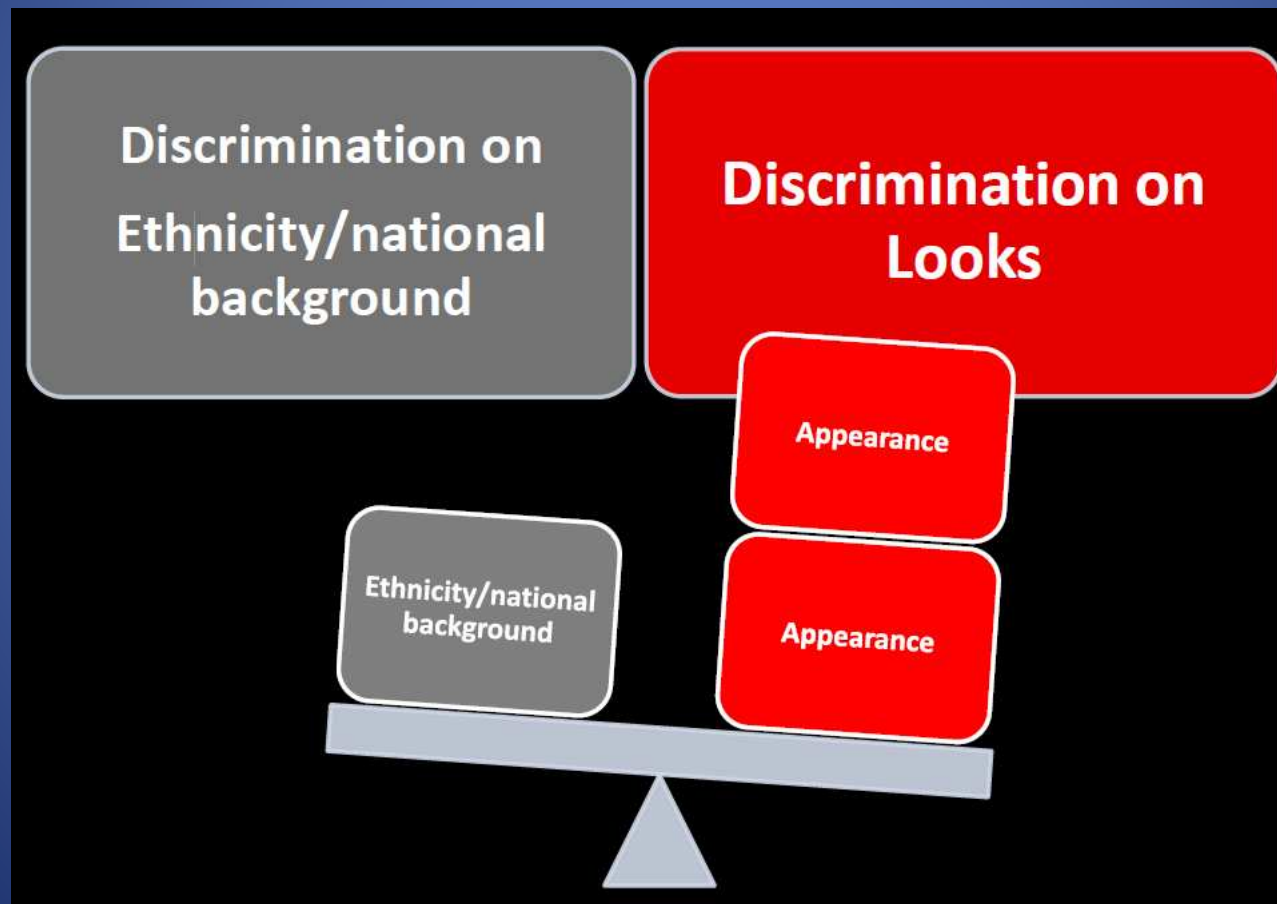 Discrimination on
Ethnicity/national
background
Discrimination on
Looks
Appearance
Ethnicity/national
background
Appearance